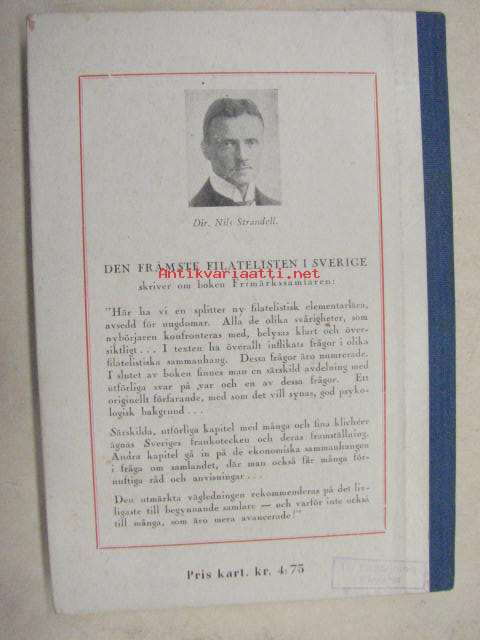 Dir. Nils Strandell.
DEN FRÄMSTE FILATELISTEN I SVERIGE
Antikvariaatti.net
skriver om boken Frimärkssamlaren:
"Här ha vi en splitter ny filatelistisk elementarlära,
avsedd för ungdomar. Alla de olika svårigheter, som
nybörjaren konfronteras med, belysas klart och över-
siktligt... I texten ha överallt inflikats frågor i olika
filatelistiska sammanhang. Dessa frågor äro numrerade.
I slutet av boken finnes man en särskild avdelning med
utförliga svar på var och en av dessa frågor. Ett
originellt förfarande, med som det vill synas, god psyko-
logisk bakgrund...
Särskilda, utförliga kapitel med många och fina klichéer
ägnas Sveriges frankotecken och deras framställning.
Andra kapitel gå in på de ekonomiska sammanhangen
i fråga om samlandet, där man också får många för-
nuftiga råd och anvisningar...
Den utmärkta vägledningen rekommenderas på det liv-
ligaste till begynnande samlare — och varför inte också
till många, som äro mera avancerade!"
Pris kart. kr. 4:75